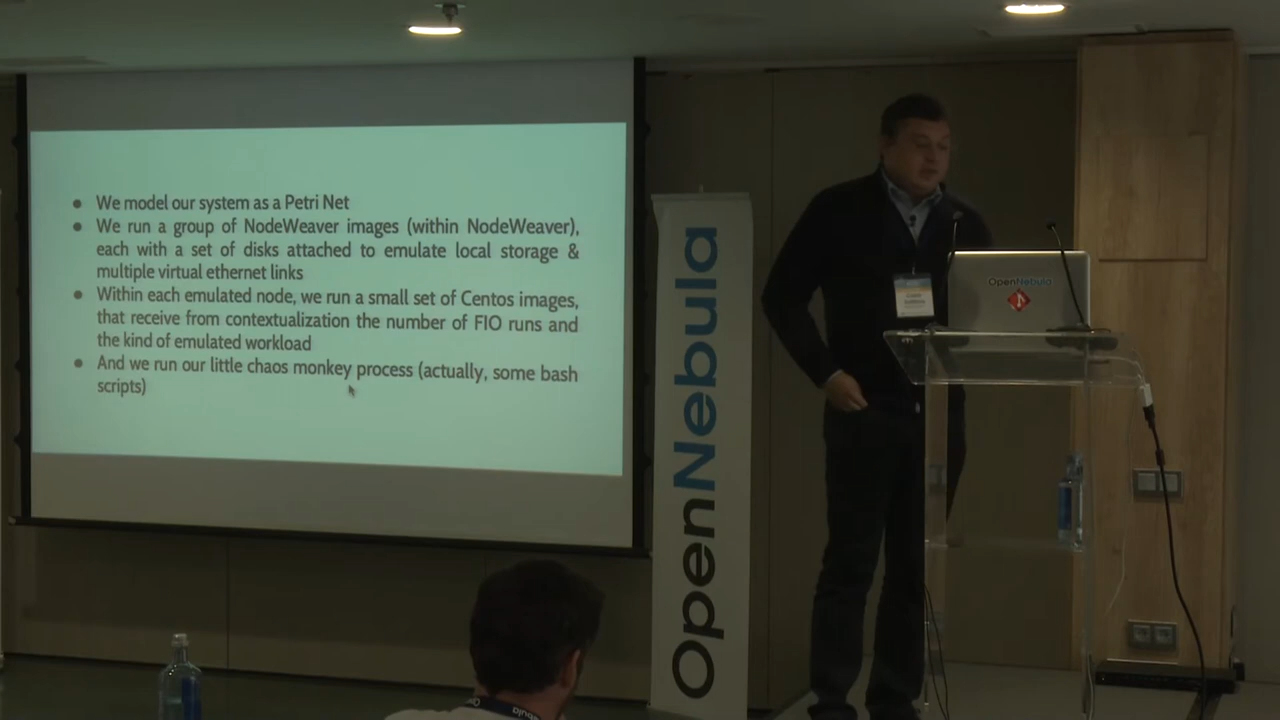 ● We model our system as a Petri Net
● We run a group of NodeWeaver images (within NodeWeaver),
each with a set of disks attached to emulate local storage &
multiple virtual ethernet links
● Within each emulated node, we run a small set of Centos images,
that receive from contextualization the number of FIO runs and
the kind of emulated workload
● And we run our little chaos monkey process (actually, some bash
scripts)
OpenNebula
OpenNebula
bula